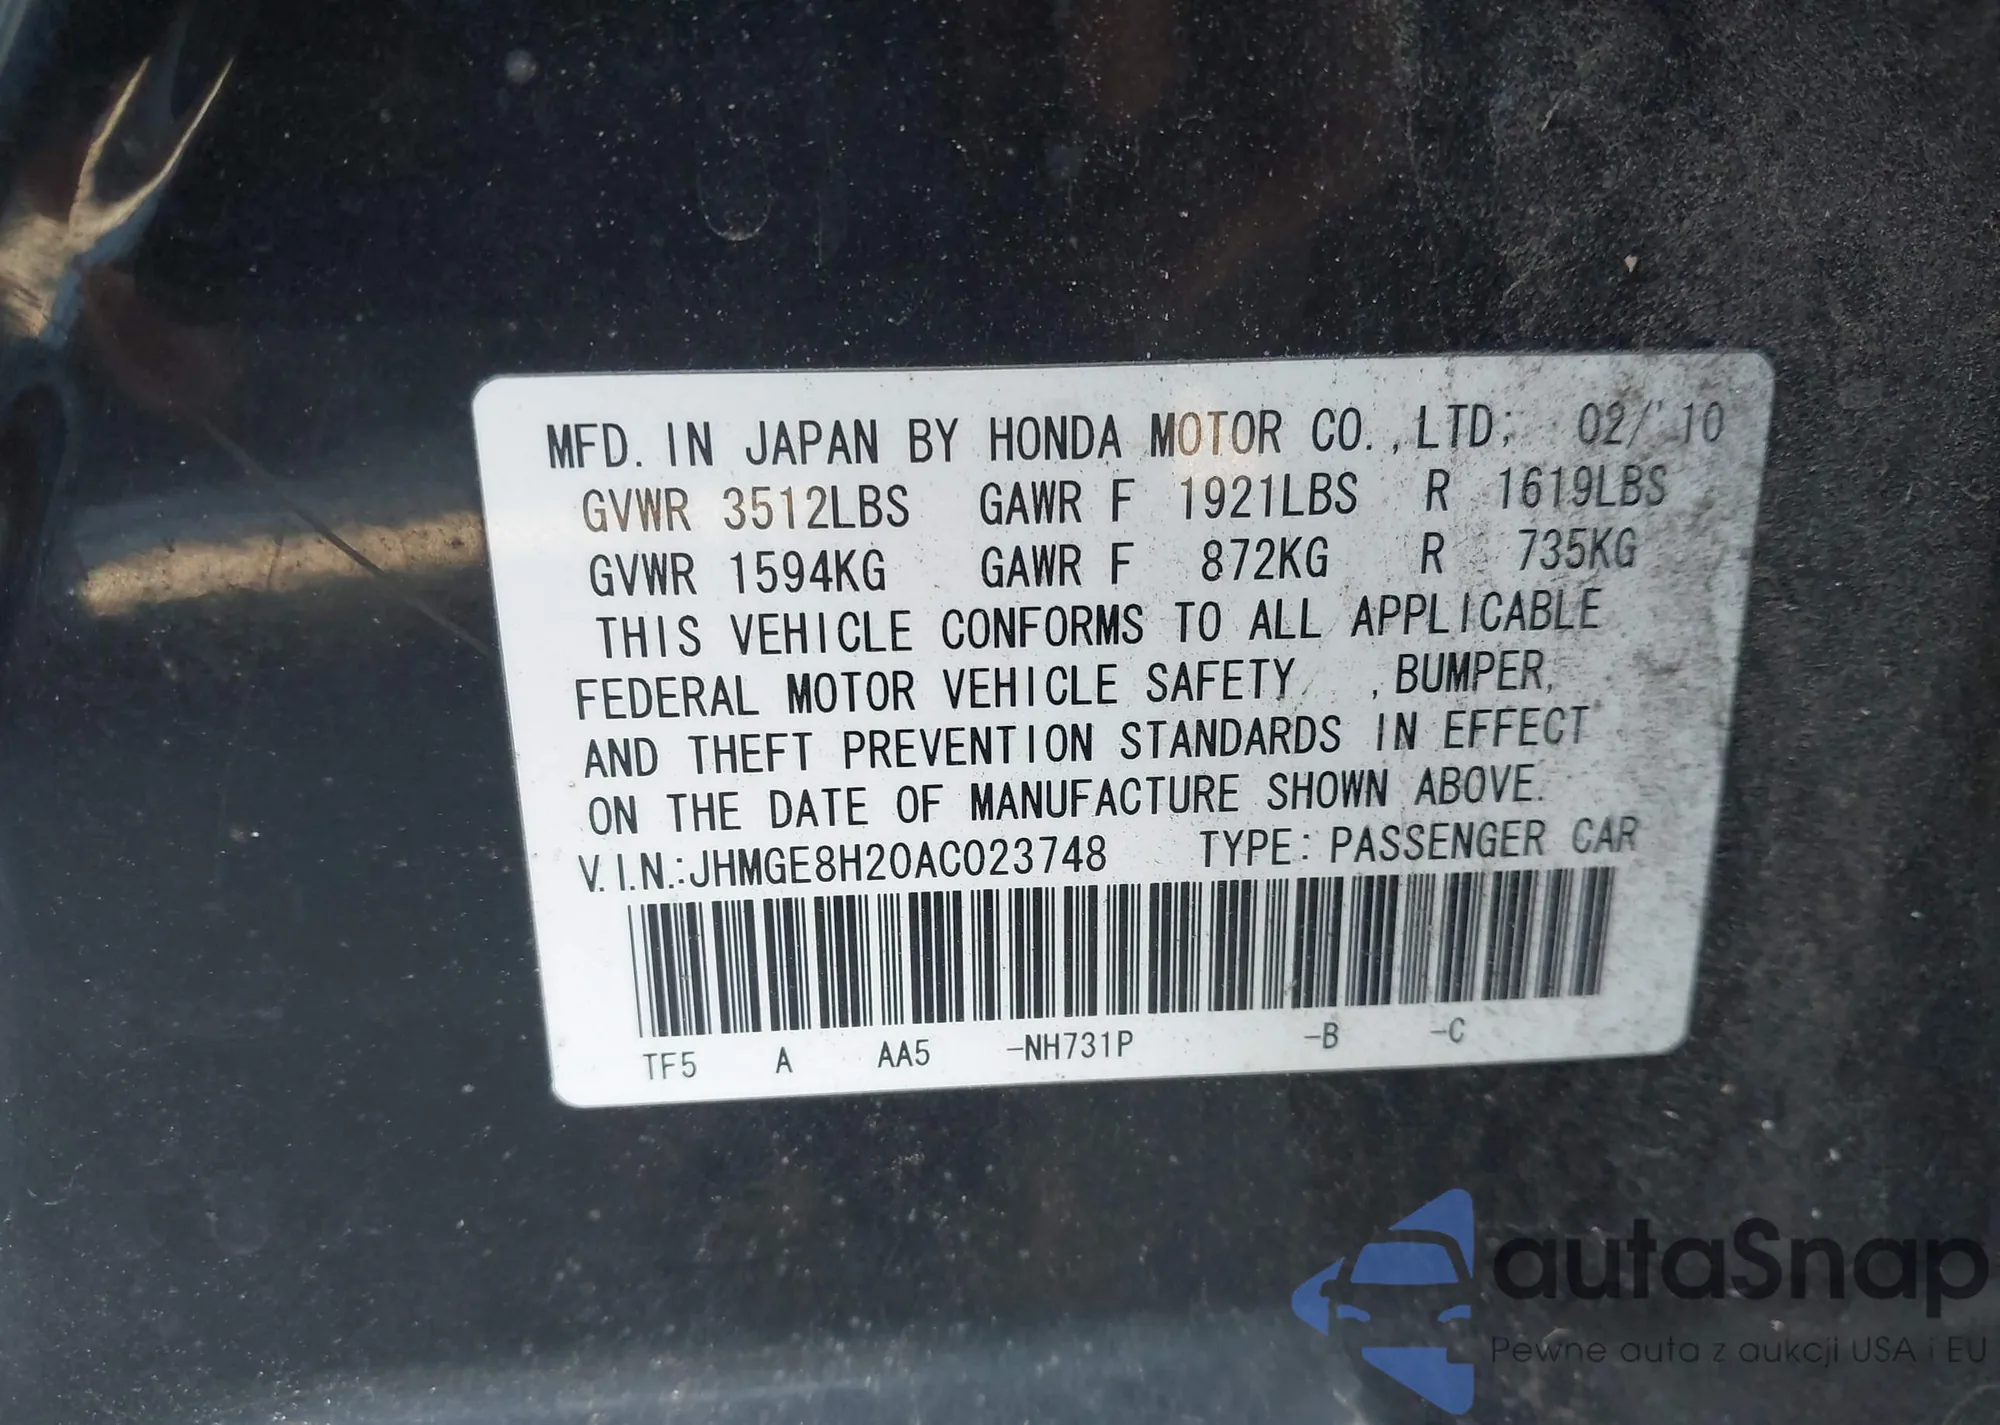 MFD. IN JAPAN BY HONDA MOTOR CO., LTD; 02/'10
GVWR 3512LBS GAWR F 1921LBS R 1619LBS
GVWR 1594KG GAWR F 872KG R 735KG
THIS VEHICLE CONFORMS TO ALL APPLICABLE
FEDERAL MOTOR VEHICLE SAFETY , BUMPER,
AND THEFT PREVENTION STANDARDS IN EFFECT
ON THE DATE OF MANUFACTURE SHOWN ABOVE.
V.I.N.:JHMGE8H20AC023748 TYPE: PASSENGER CAR
TF5 A AA5 -NH731P -B -C
autaSnap
Pewne auta z aukcji USA i EU